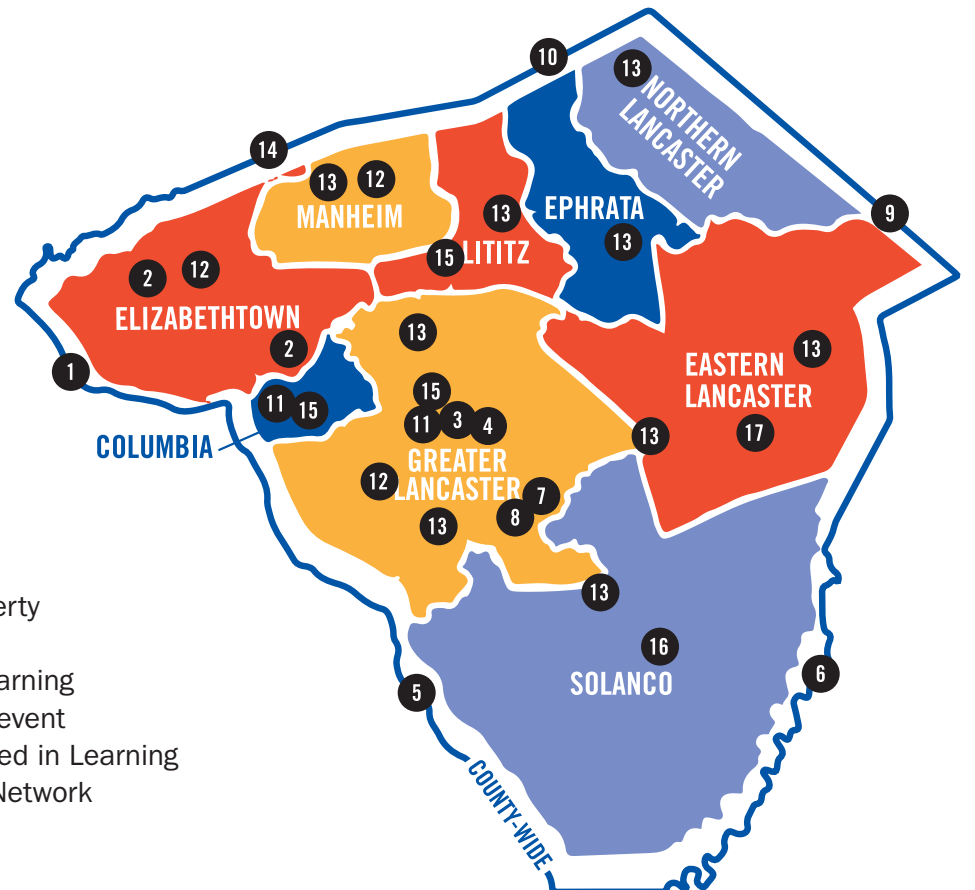 10
13
NORTHERN
LANCASTER
14
13
12
MANHEIM
13
LITITZ
15
EPHRATA
13
9
2
12
ELIZABETHTOWN
2
1
13
EASTERN
LANCASTER
13
17
13
11
15
COLUMBIA
15
11
3
4
GREATER
LANCASTER
12
7
8
13
13
16
SOLANCO
5
6
COUNTY-WIDE
erty
arning
event
ed in Learning
Network